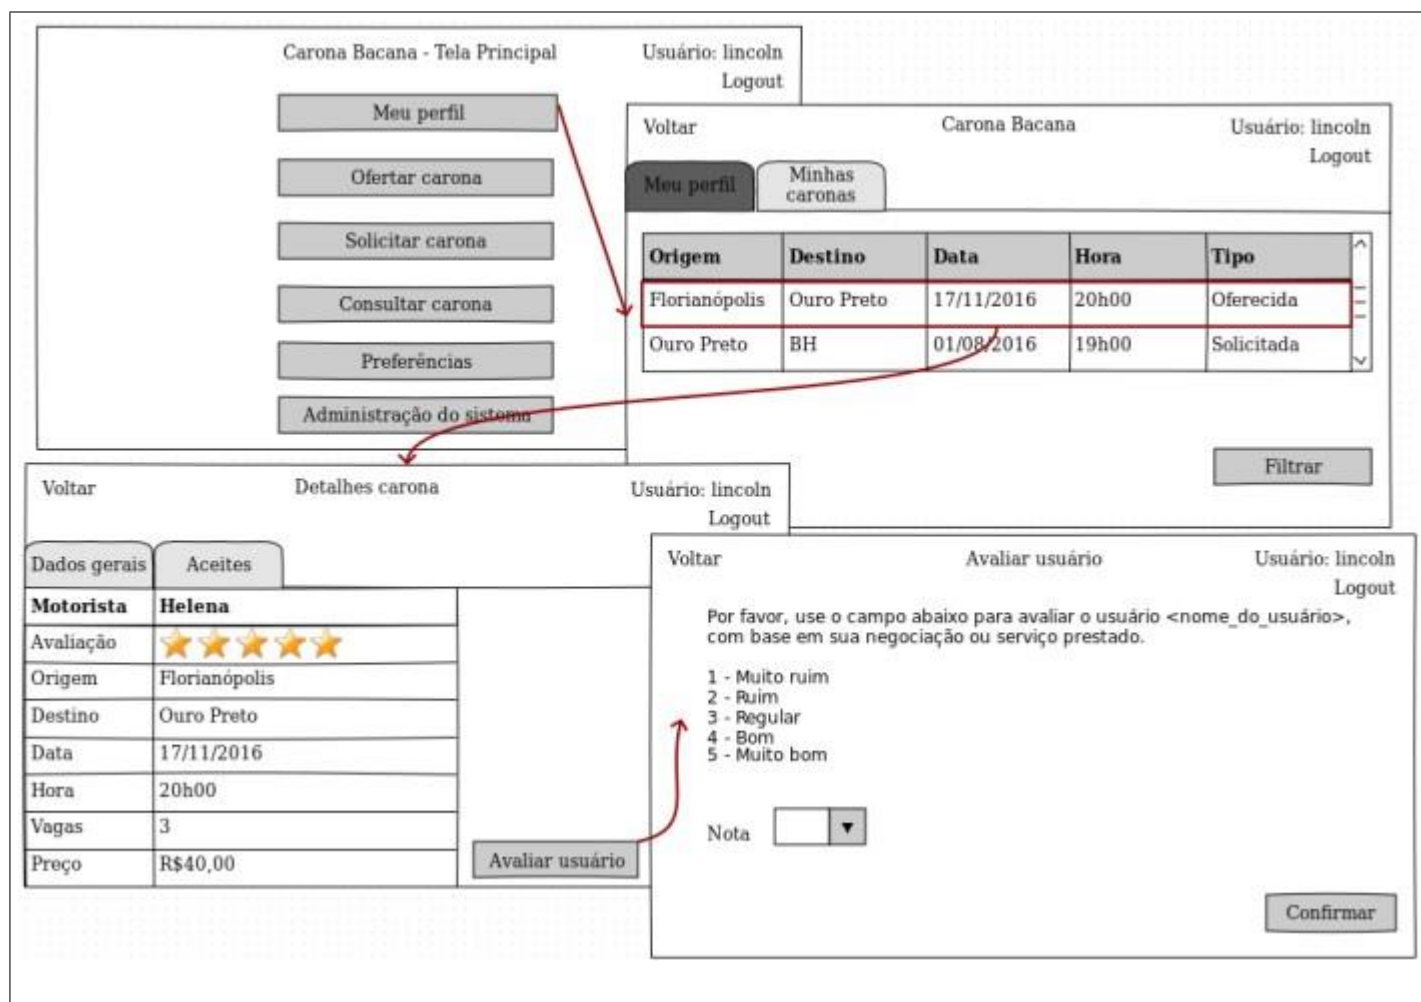 Carona Bacana - Tela Principal
Usuário: lincoln
Logout
Meu perfil
Ofertar carona
Solicitar carona
Consultar carona
Preferências
Administração do sistema
Voltar
Carona Bacana
Usuário: lincoln
Logout
Meu perfil
Minhas
caronas
Origem Destino Data Hora Tipo
Florianópolis Ouro Preto 17/11/2016 20h00 Oferecida
Ouro Preto BH 01/08/2016 19h00 Solicitada
Filtrar
Voltar
Detalhes carona
Usuário: lincoln
Logout
Dados gerais
Aceites
Motorista Helena
Avaliação
Origem Florianópolis
Destino Ouro Preto
Data 17/11/2016
Hora 20h00
Vagas 3
Preço R$40,00
Avaliar usuário
Voltar
Avaliar usuário
Usuário: lincoln
Logout
Por favor, use o campo abaixo para avaliar o usuário <nome_do_usuário>,
com base em sua negociação ou serviço prestado.
1 - Muito ruim
2 - Ruim
3 - Regular
4 - Bom
5 - Muito bom
Nota
Confirmar